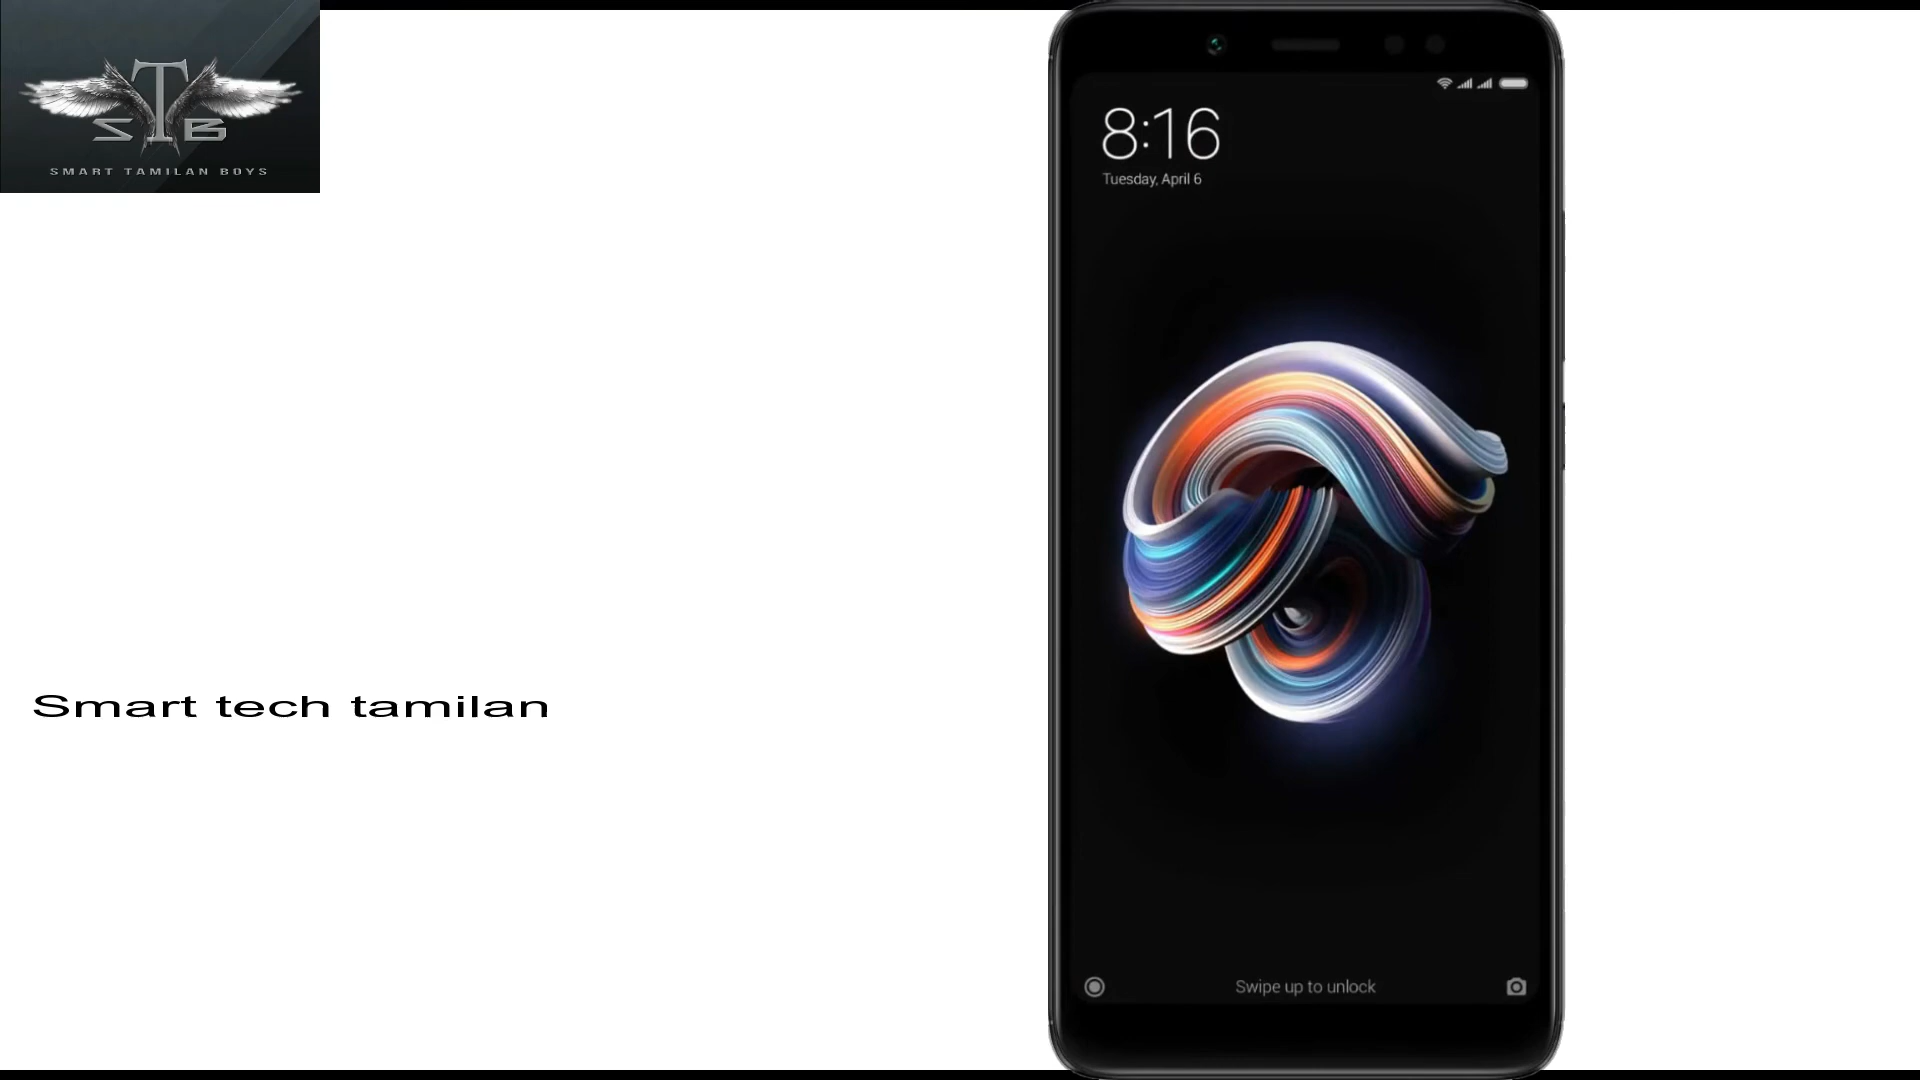 STB
SMART TAMILAN BOYS
8:16
Tuesday, April 6
Smart tech tamilan
Swipe up to unlock